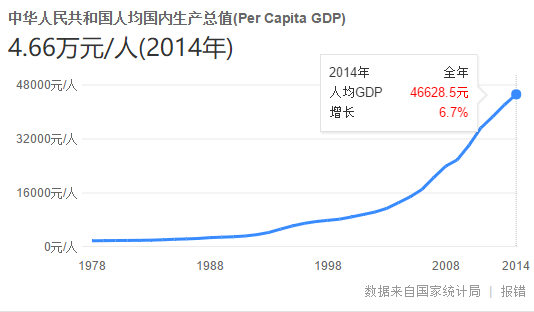 中华人民共和国人均国内生产总值(Per Capita GDP)
4.66万元/人(2014年)
2014年 全年
人均GDP 46628.5元
增长 6.7%
48000元/人
32000元/人
16000元/人
0元/人
1978 1988 1998 2008 2014
数据来自国家统计局 | 报错